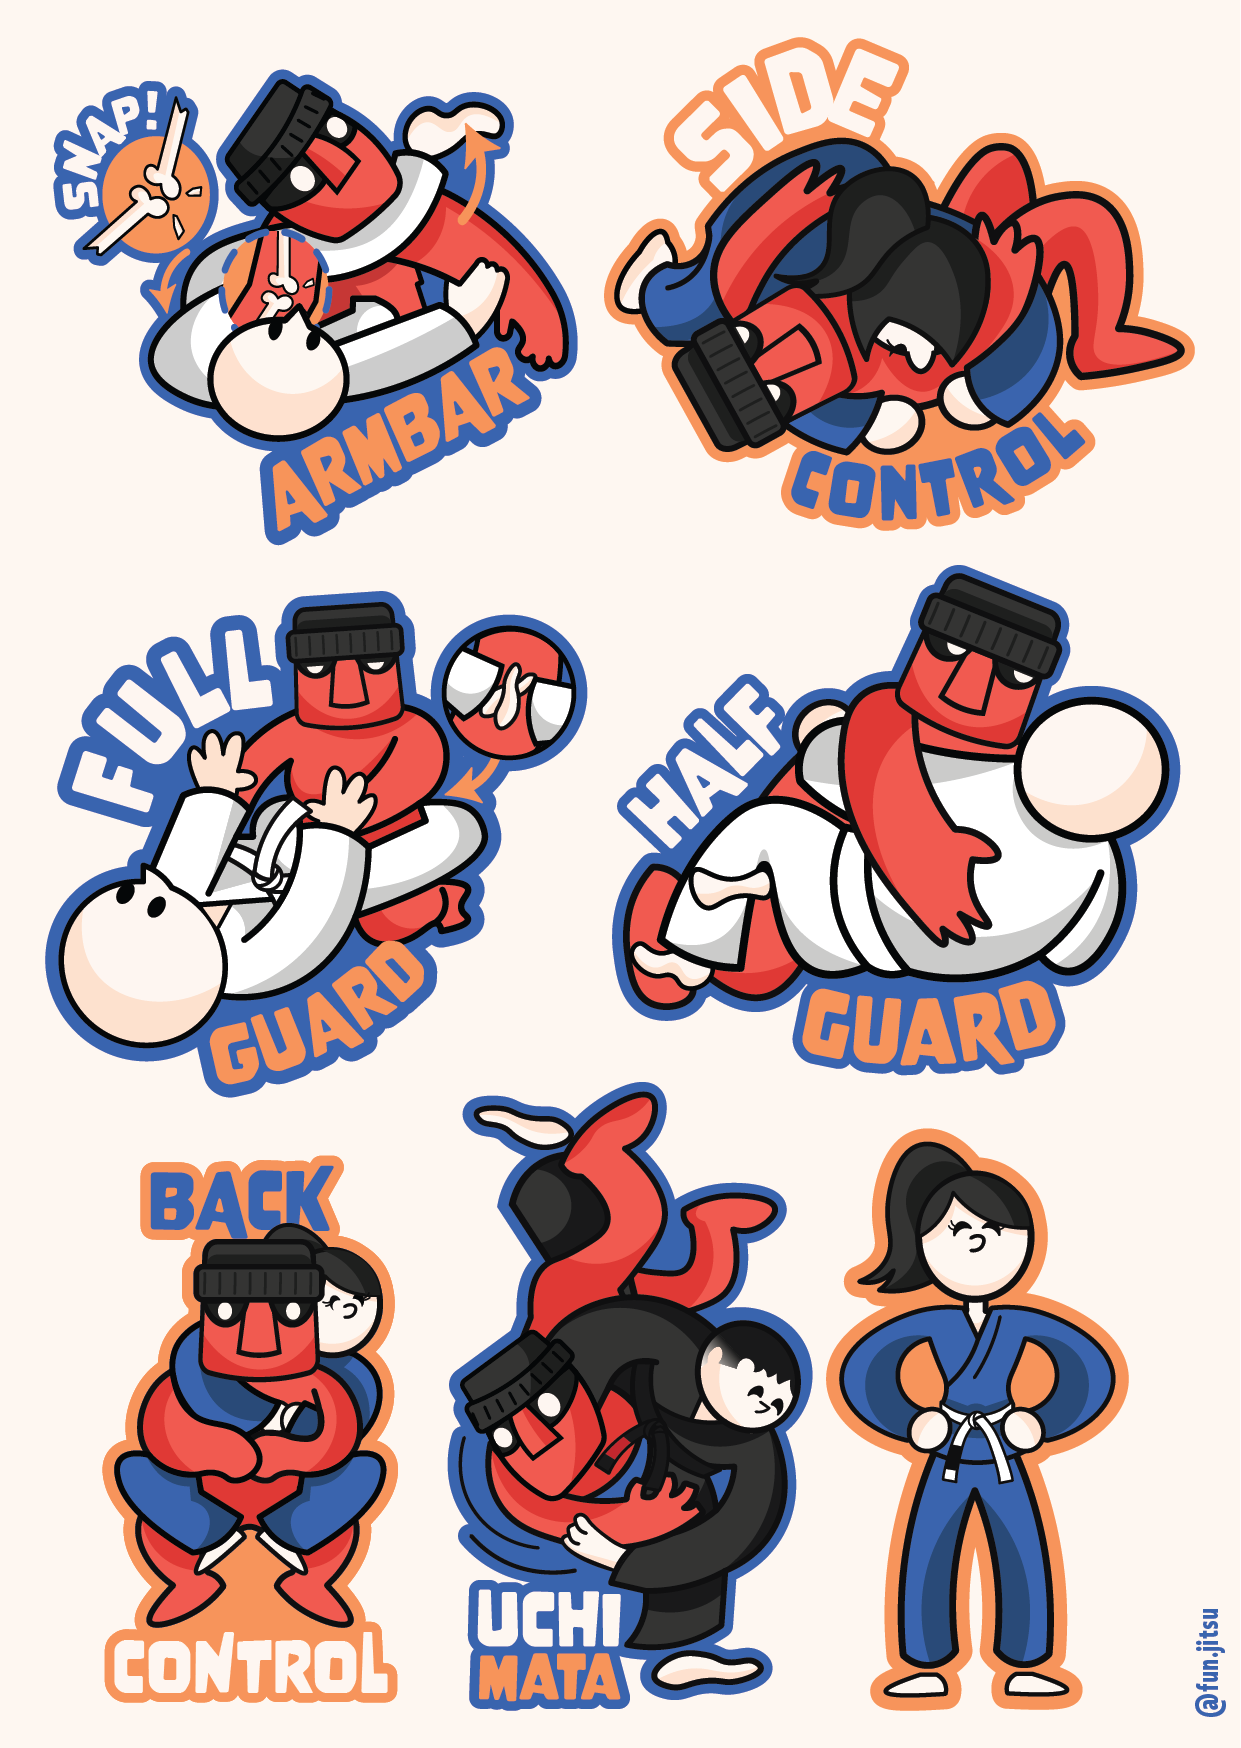 SNAP!
ARMBAR
SIDE
CONTROL
FULL
GUARD
HALF
GUARD
BACK
CONTROL
UCHI
MATA
@fun.jitsu